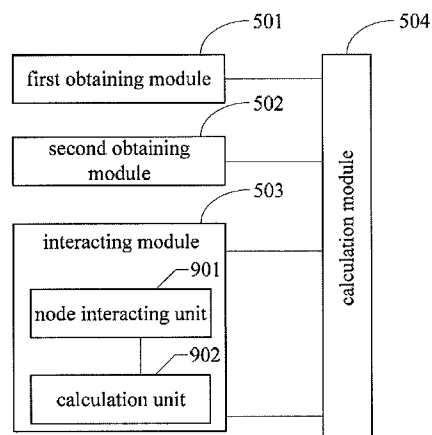 501
504
first obtaining module
502
second obtaining
module
503
interacting module
901
node interacting unit
902
calculation unit
calculation module